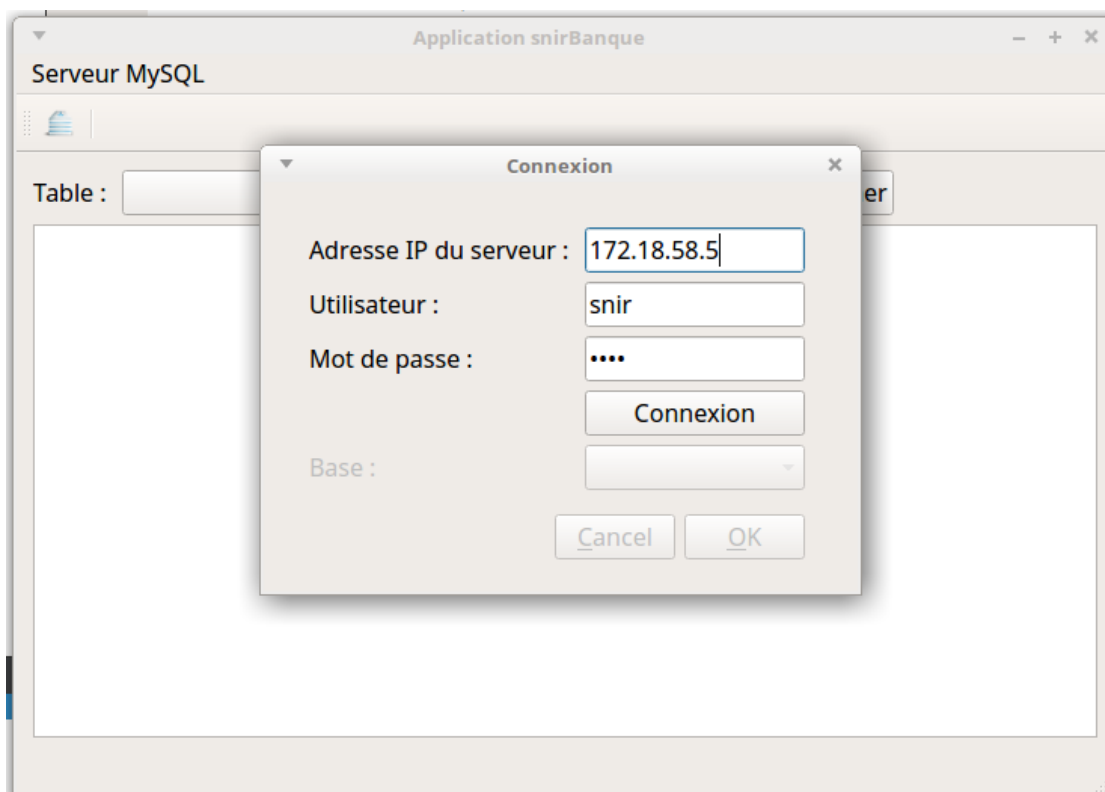 Application snirBanque
Serveur MySQL
Connexion
Table :
er
Adresse IP du serveur : 172.18.58.5
Utilisateur : snir
Mot de passe : ••••
Connexion
Base :
Cancel OK